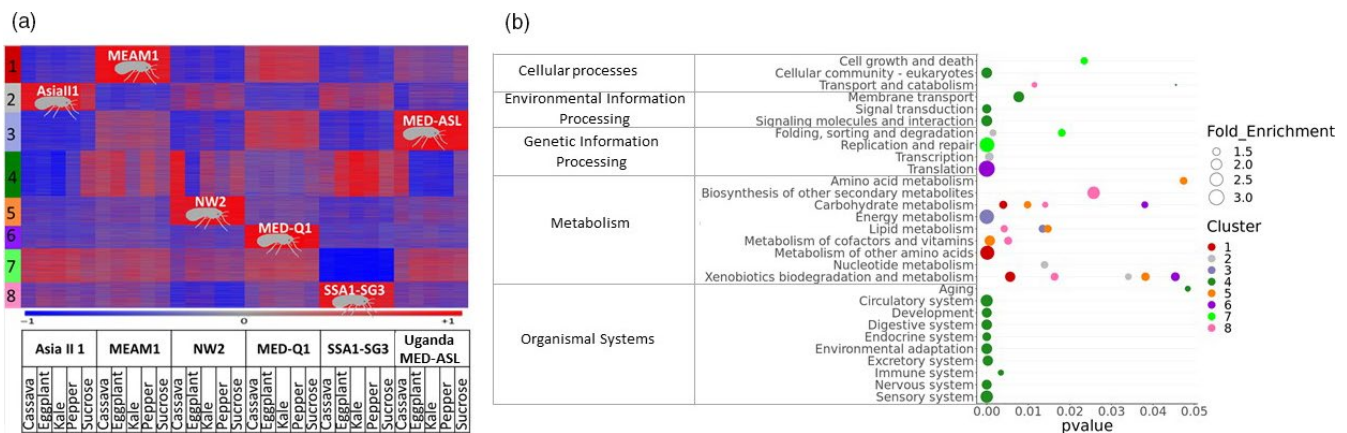 (a)
MEAM1
AsiaII1
MED-ASL
NW2
MED-Q1
SSA1-SG3
1
2
3
4
5
6
7
8
−1 0 +1
Asia II 1 MEAM1 NW2 MED-Q1 SSA1-SG3 Uganda MED-ASL
Cassava Eggplant Kale Pepper Sucrose Cassava Eggplant Kale Pepper Sucrose Cassava Eggplant Kale Pepper Sucrose Cassava Eggplant Kale Pepper Sucrose Cassava Eggplant Kale Pepper Sucrose Cassava Eggplant Kale Pepper Sucrose
(b)
Cellular processes
Environmental Information
Processing
Genetic Information
Processing
Metabolism
Organismal Systems
Cell growth and death
Cellular community - eukaryotes
Transport and catabolism
Membrane transport
Signal transduction
Signaling molecules and interaction
Folding, sorting and degradation
Replication and repair
Transcription
Translation
Amino acid metabolism
Biosynthesis of other secondary metabolites
Carbohydrate metabolism
Energy metabolism
Lipid metabolism
Metabolism of cofactors and vitamins
Metabolism of other amino acids
Nucleotide metabolism
Xenobiotics biodegradation and metabolism
Aging
Circulatory system
Development
Digestive system
Endocrine system
Environmental adaptation
Excretory system
Immune system
Nervous system
Sensory system
0.00 0.01 0.02 0.03 0.04 0.05
pvalue
Fold_Enrichment
1.5
2.0
2.5
3.0
Cluster
1
2
3
4
5
6
7
8